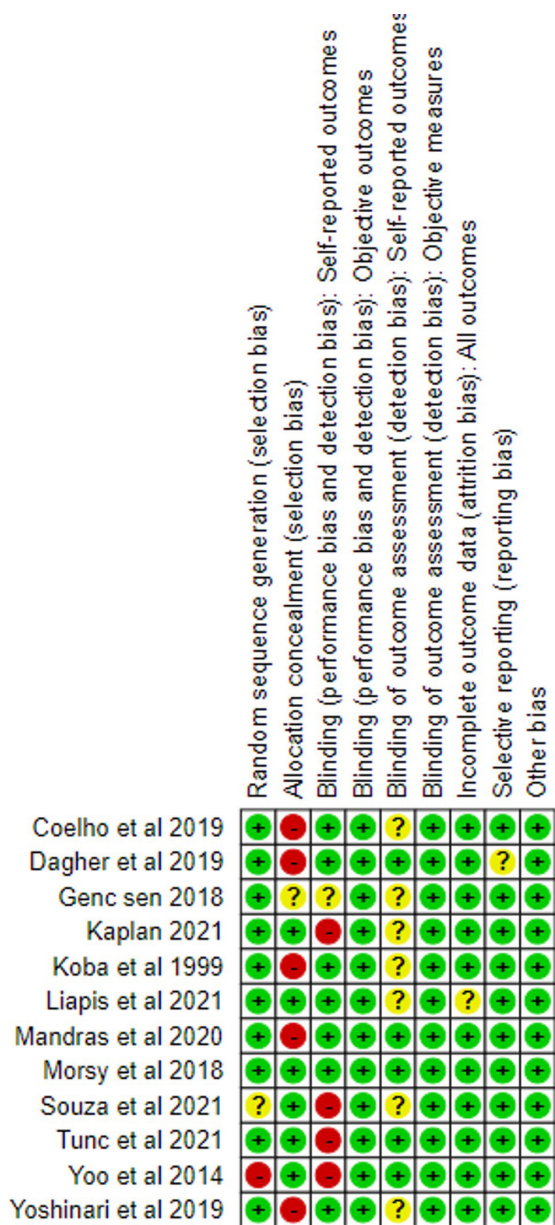 Random sequence generation (selection bias)
Allocation concealment (selection bias)
Blinding (performance bias and detection bias): Self-reported outcomes
Blinding (performance bias and detection bias): Objective outcomes
Blinding of outcome assessment (detection bias): Self-reported outcomes
Blinding of outcome assessment (detection bias): Objective measures
Incomplete outcome data (attrition bias): All outcomes
Selective reporting (reporting bias)
Other bias
Coelho et al 2019 + - + + ? + + + +
Dagher et al 2019 + - + + + + + ? +
Genc sen 2018 + ? ? + ? + + + +
Kaplan 2021 + + - + ? + + + +
Koba et al 1999 + - + + ? + + + +
Liapis et al 2021 + + + + ? + ? + +
Mandras et al 2020 + - + + + + + + +
Morsy et al 2018 + + + + + + + + +
Souza et al 2021 ? + - + ? + + + +
Tunc et al 2021 + + - + + + + + +
Yoo et al 2014 - + - + + + + + +
Yoshinari et al 2019 + - + + ? + + + +